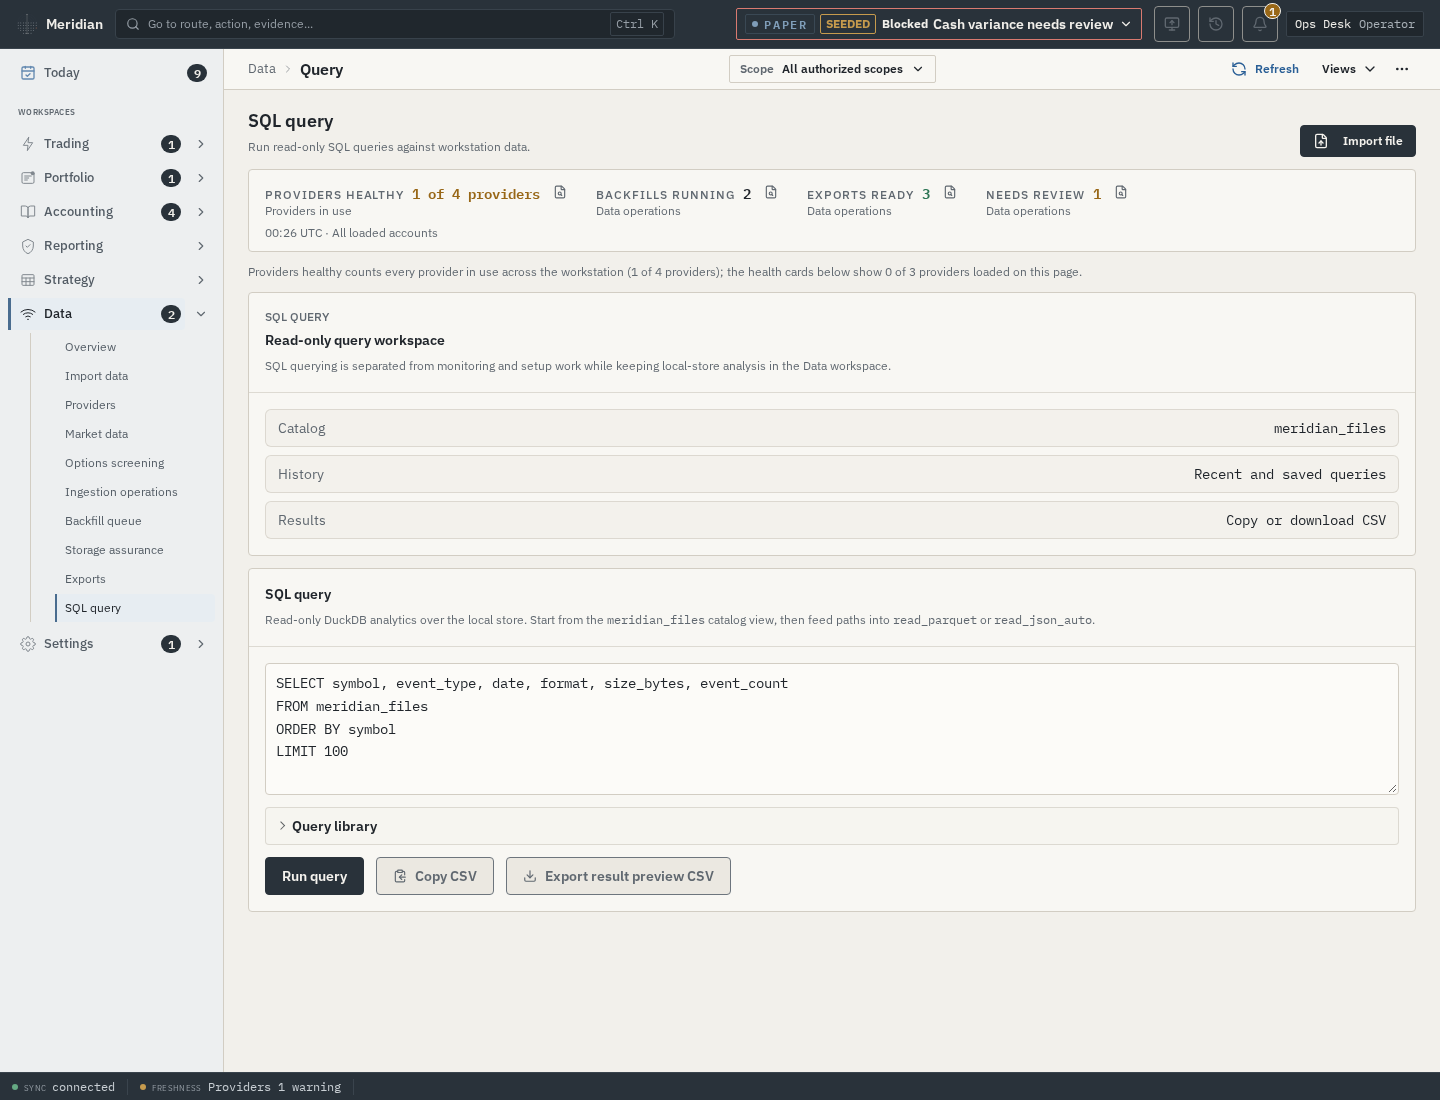 Meridian
Go to route, action, evidence...
Ctrl K
PAPER
SEEDED
Blocked Cash variance needs review
1
Ops Desk Operator
Today 9
WORKSPACES
Trading 1
Portfolio 1
Accounting 4
Reporting
Strategy
Data 2
Overview
Import data
Providers
Market data
Options screening
Ingestion operations
Backfill queue
Storage assurance
Exports
SQL query
Settings 1
Data Query
Scope All authorized scopes
Refresh
Views
SQL query
Run read-only SQL queries against workstation data.
Import file
PROVIDERS HEALTHY 1 of 4 providers
Providers in use
BACKFILLS RUNNING 2
Data operations
EXPORTS READY 3
Data operations
NEEDS REVIEW 1
Data operations
00:26 UTC · All loaded accounts
Providers healthy counts every provider in use across the workstation (1 of 4 providers); the health cards below show 0 of 3 providers loaded on this page.
SQL QUERY
Read-only query workspace
SQL querying is separated from monitoring and setup work while keeping local-store analysis in the Data workspace.
Catalog meridian_files
History Recent and saved queries
Results Copy or download CSV
SQL query
Read-only DuckDB analytics over the local store. Start from the meridian_files catalog view, then feed paths into read_parquet or read_json_auto.
SELECT symbol, event_type, date, format, size_bytes, event_count
FROM meridian_files
ORDER BY symbol
LIMIT 100
Query library
Run query
Copy CSV
Export result preview CSV
SYNC connected
FRESHNESS Providers 1 warning